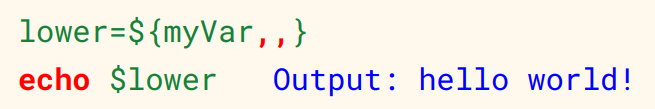 lower=${myVar,,}
echo $lower   Output: hello world!